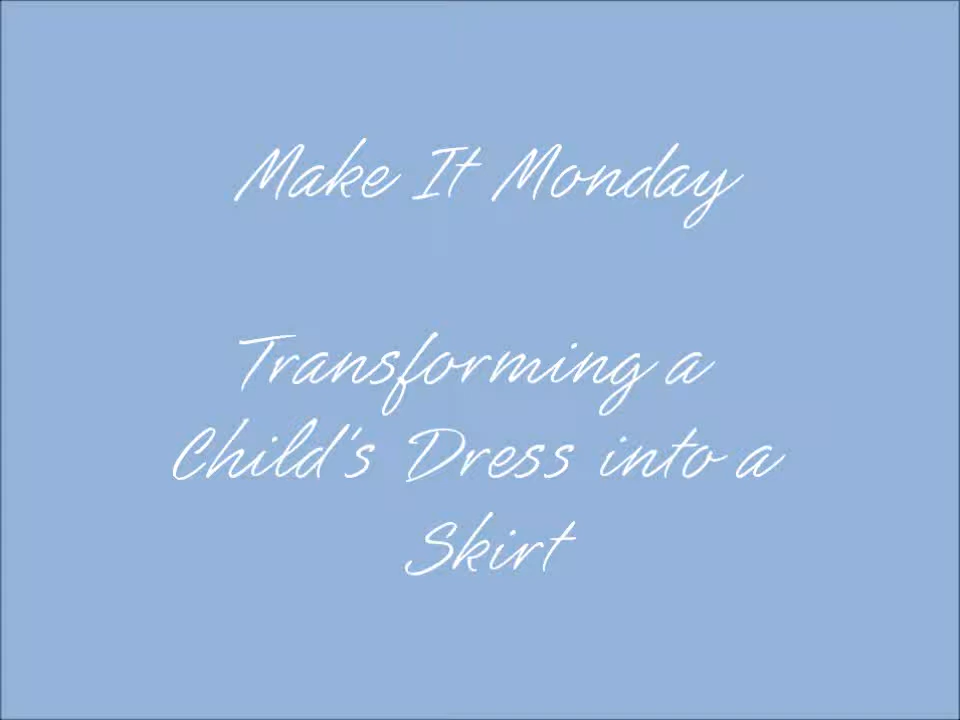 Make It Monday
Transforming a
Child's Dress into a
Skirt